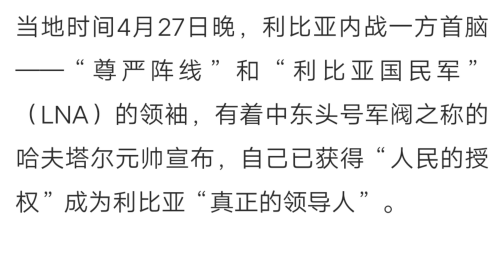 当地时间4月27日晚，利比亚内战一方首脑
——“尊严阵线”和“利比亚国民军”
（LNA）的领袖，有着中东头号军阀之称的
哈夫塔尔元帅宣布，自己已获得“人民的授
权”成为利比亚“真正的领导人”。